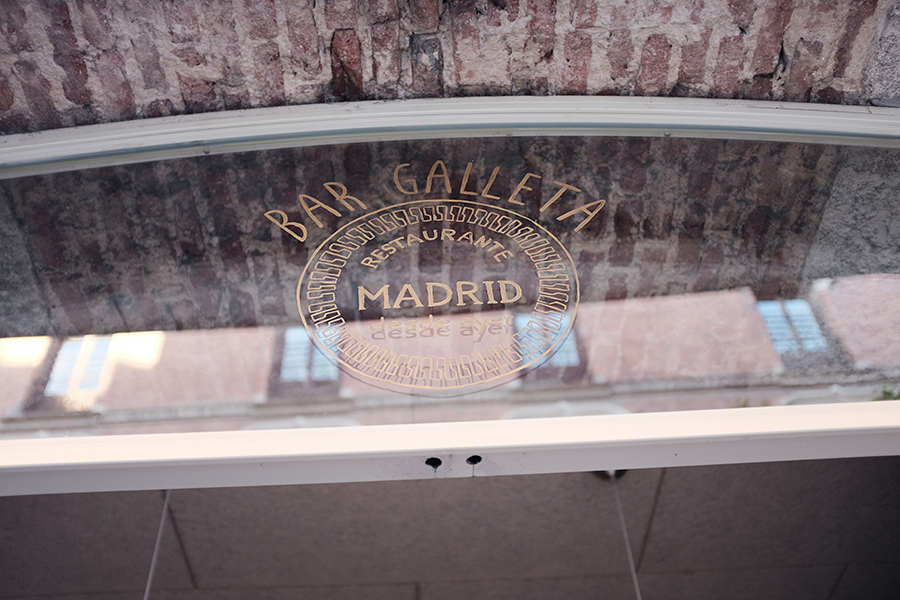 BAR GALLETA
RESTAURANTE
MADRID
desde ayer